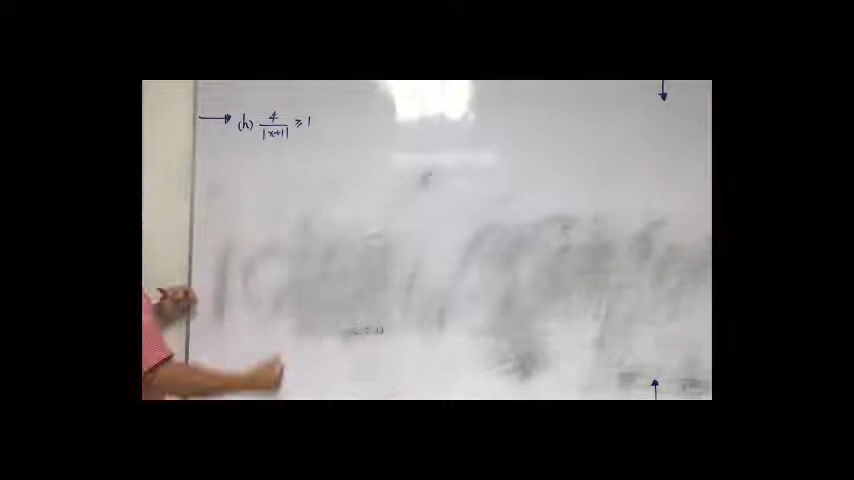 (h) 4/|x+1| ≥ 1